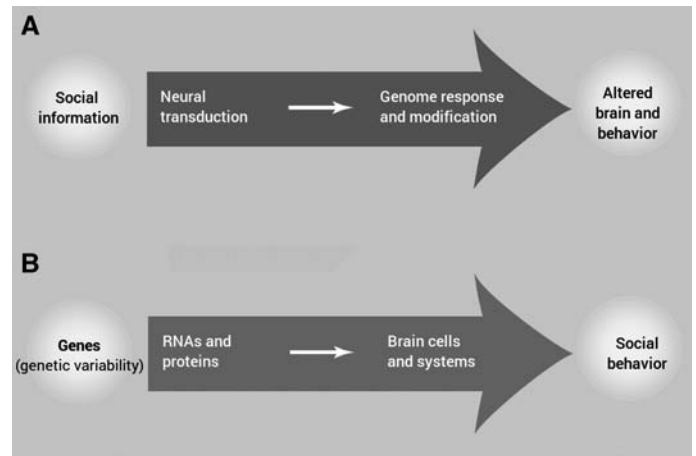 A
Social
information
Neural
transduction
Genome response
and modification
Altered
brain and
behavior
B
Genes
(genetic variability)
RNAs and
proteins
Brain cells
and systems
Social
behavior